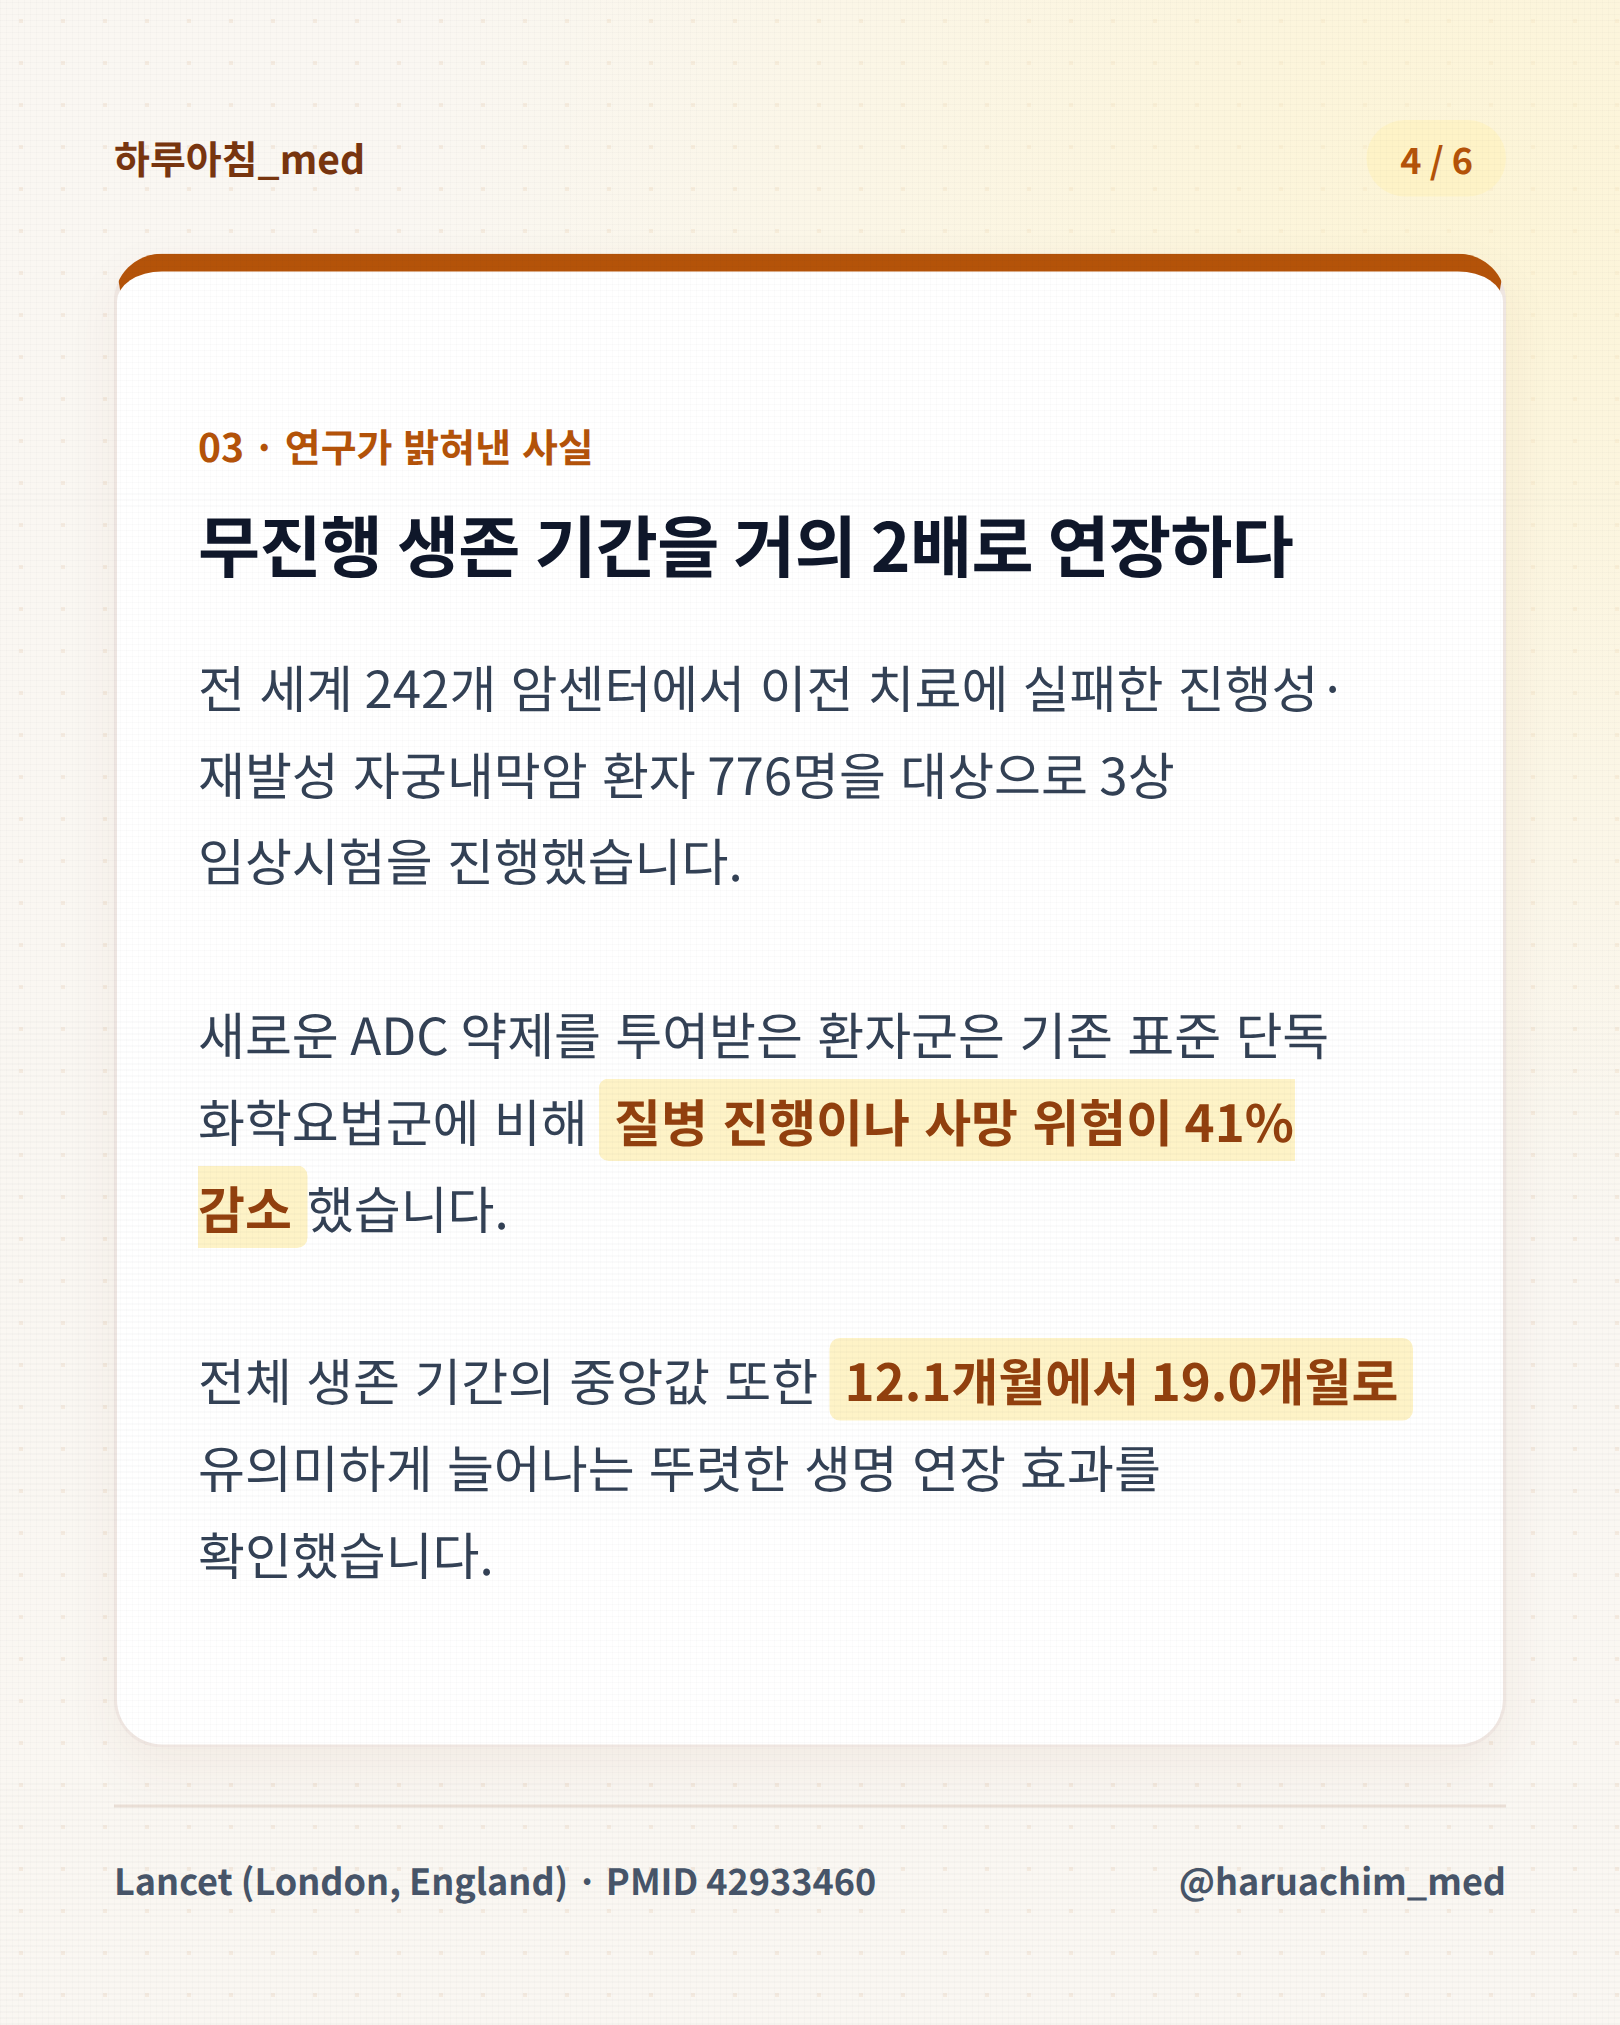 하루아침_med
4 / 6
03 · 연구가 밝혀낸 사실
무진행 생존 기간을 거의 2배로 연장하다
전 세계 242개 암센터에서 이전 치료에 실패한 진행성·
재발성 자궁내막암 환자 776명을 대상으로 3상
임상시험을 진행했습니다.
새로운 ADC 약제를 투여받은 환자군은 기존 표준 단독
화학요법군에 비해 질병 진행이나 사망 위험이 41%
감소 했습니다.
전체 생존 기간의 중앙값 또한 12.1개월에서 19.0개월로
유의미하게 늘어나는 뚜렷한 생명 연장 효과를
확인했습니다.
Lancet (London, England) · PMID 42933460
@haruachim_med